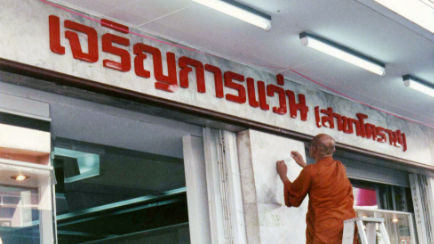 เจริญการแว่น (สาขาโคราช)